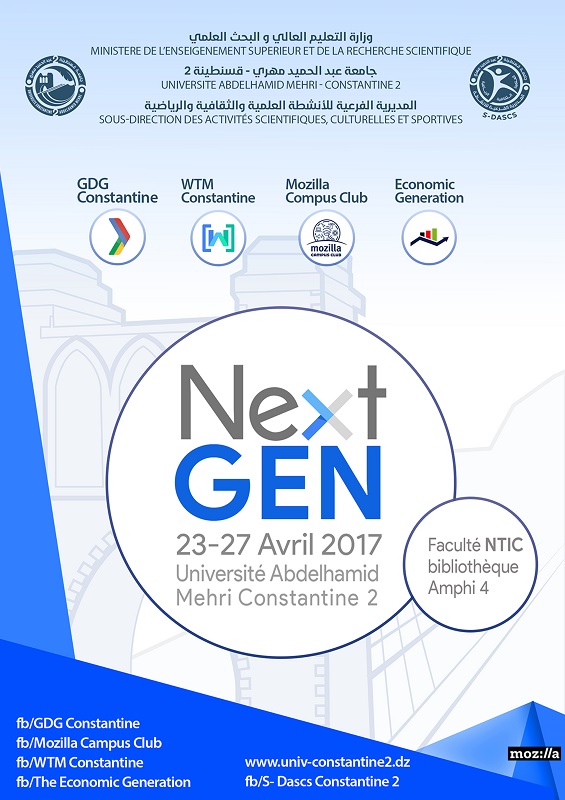 وزارة التعليم العالي و البحث العلمي
MINISTERE DE L'ENSEIGENEMENT SUPERIEUR ET DE LA RECHERCHE SCIENTIFIQUE
جامعة عبد الحميد مهري - قسنطينة 2
UNIVERSITE ABDELHAMID MEHRI - CONSTANTINE 2
المديرية الفرعية للأنشطة العلمية والثقافية والرياضية
SOUS-DIRECTION DES ACTIVITÉS SCIENTIFIQUES, CULTURELLES ET SPORTIVES
S-DASCS
GDG
Constantine
WTM
Constantine
Mozilla
Compus Club
Economic
Generation
mozilla
CAMPUS CLUB
Next
GEN
23-27 Avril 2017
Université Abdelhamid
Mehri Constantine 2
Faculté NTIC
bibliothèque
Amphi 4
fb/GDG Constantine
fb/Mozilla Campus Club
fb/WTM Constantine
fb/The Economic Generation
www.univ-constantine2.dz
fb/S- Dascs Constantine 2
moz://a